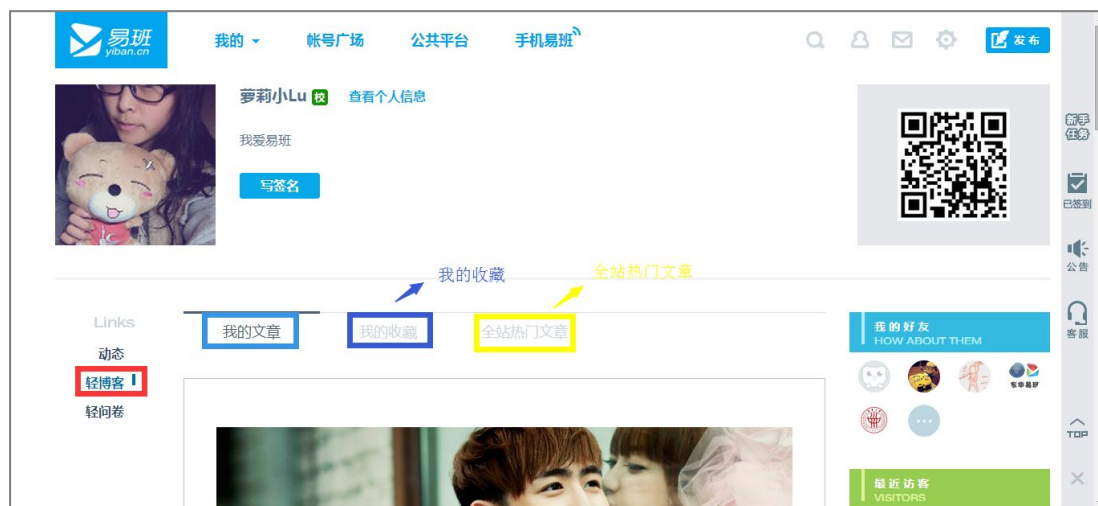 易班
yiban.cn
我的 帐号广场 公共平台 手机易班
发布
萝莉小Lu 校 查看个人信息
我爱易班
写签名
新手
任务
已签到
公告
客服
TOP
我的收藏
全站热门文章
Links
动态
轻博客
轻问卷
我的文章 我的收藏 全站热门文章
我的好友
HOW ABOUT THEM
东华易班
最近访客
VISITORS